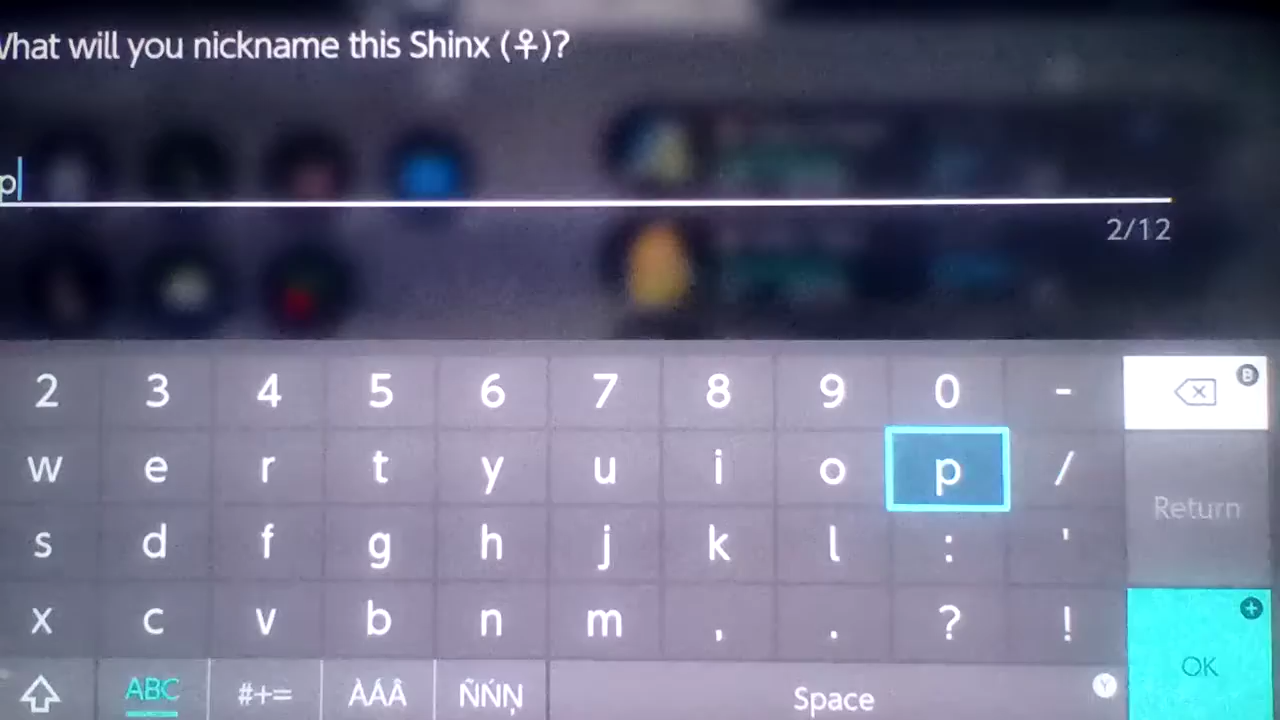 What will you nickname this Shinx (♀)?
p
2/12
2 3 4 5 6 7 8 9 0 - B
w e r t y u i o p /
Return
s d f g h j k l : '
x c v b n m , . ? ! +
OK
ABC #+= ÀÁÂ ÑŃŅ Space Y